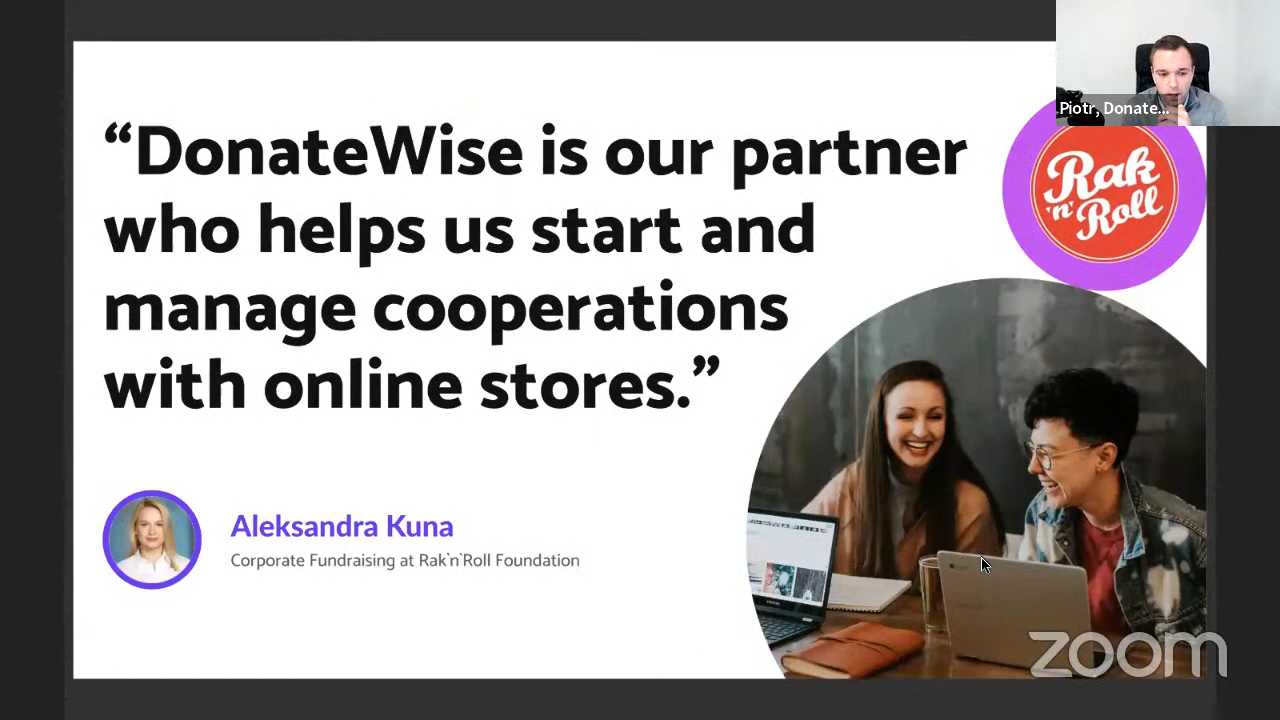 Piotr, Donate...
“DonateWise is our partner
who helps us start and
manage cooperations
with online stores.”
Rak
'n'
Roll
Aleksandra Kuna
Corporate Fundraising at Rak`n`Roll Foundation
zoom